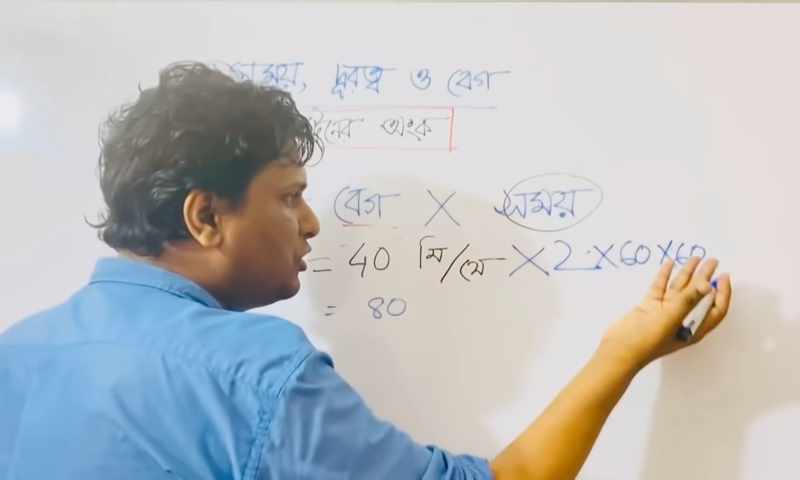 সময়, দূরত্ব ও বেগ
ট্রেনের অংক
বেগ × সময়
= 40 মি/সে × 2 × 60 × 60
= 80